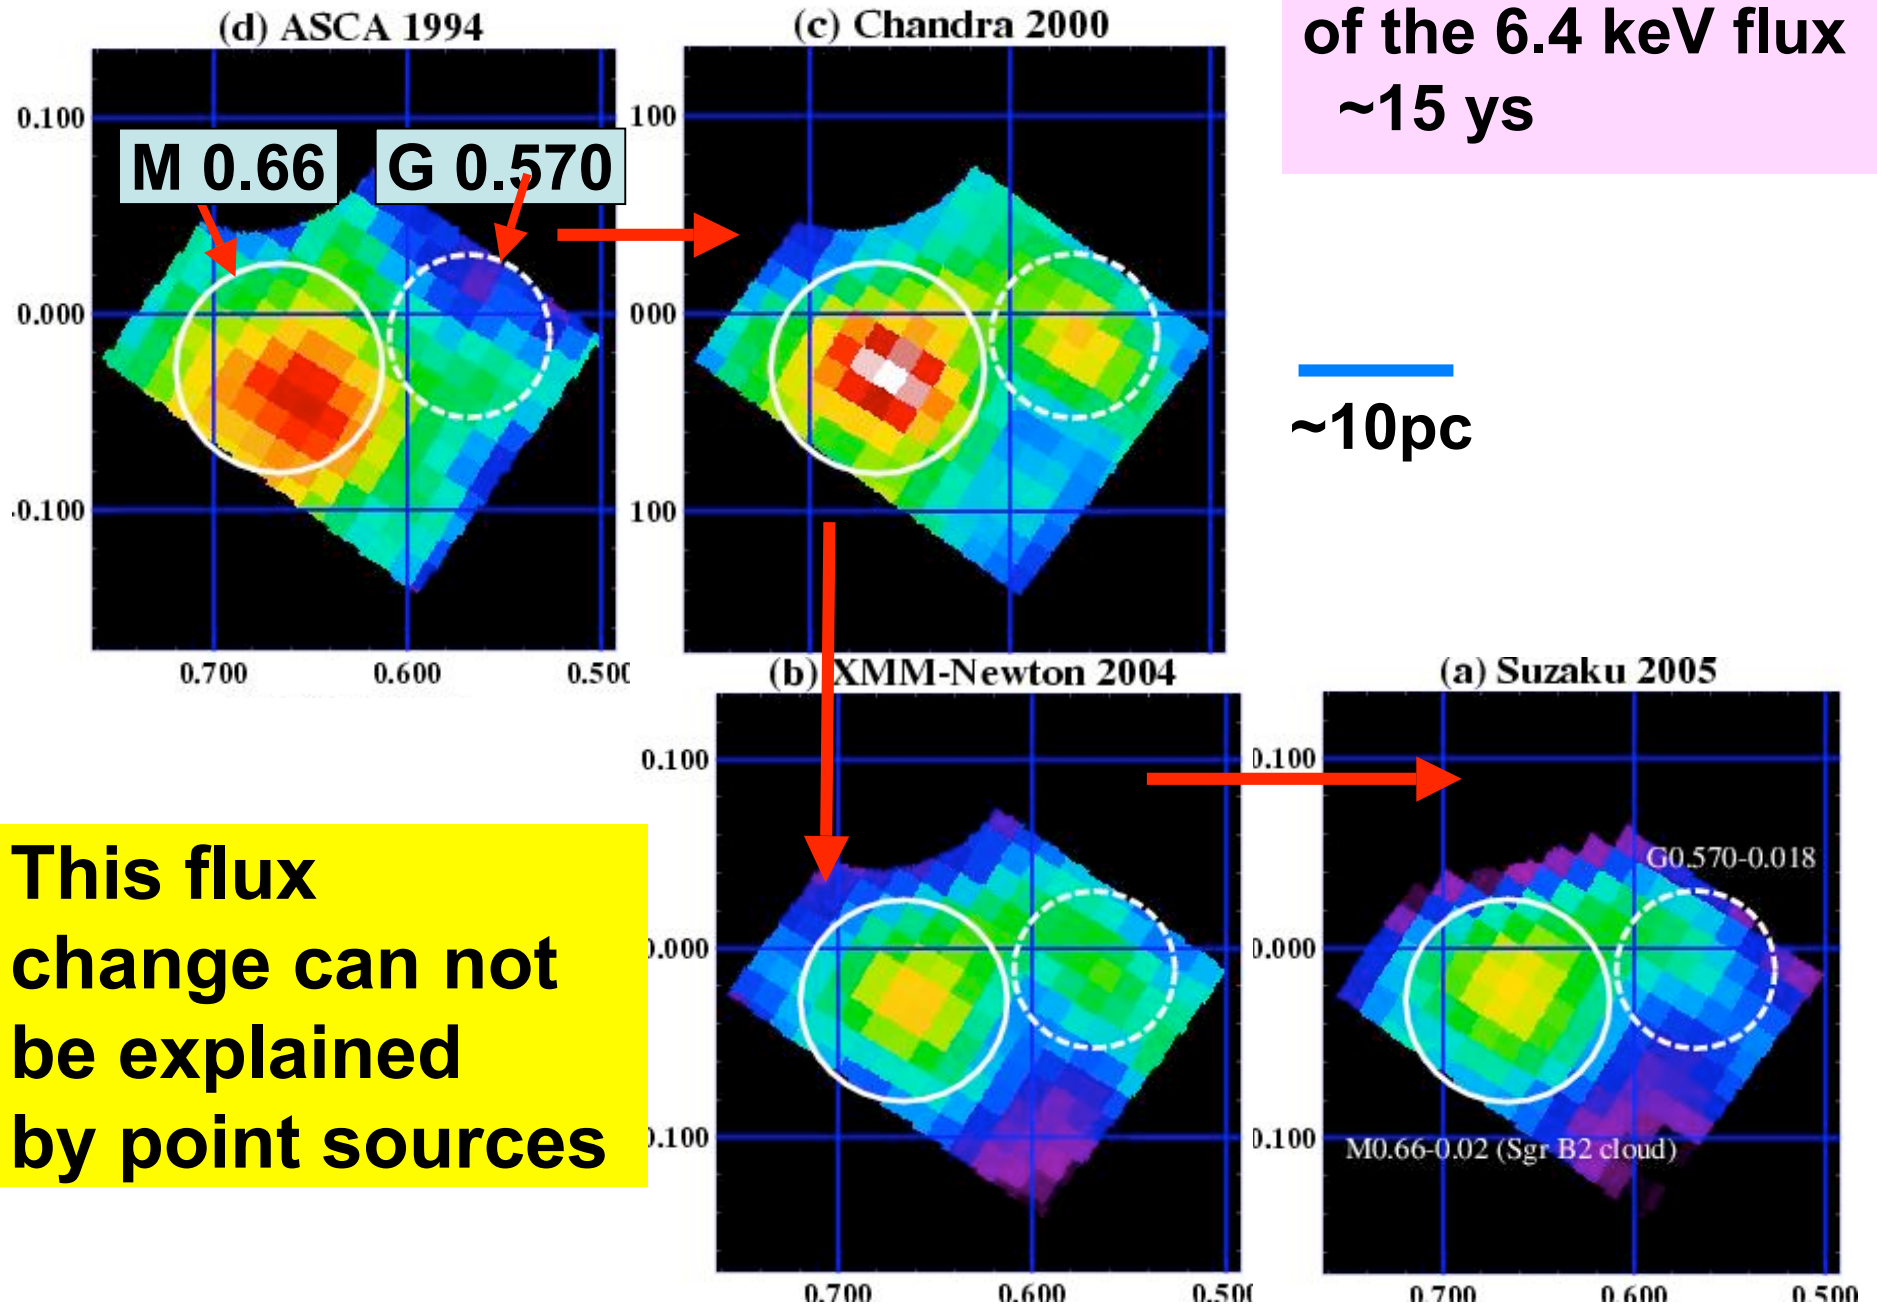 (d) ASCA 1994
(c) Chandra 2000
of the 6.4 keV flux
~15 ys
0.100
M 0.66
G 0.570
100
0.000
000
~10pc
.0.100
100
0.700
0.600
0.500
(b) XMM-Newton 2004
(a) Suzaku 2005
0.100
0.100
This flux
change can not
be explained
by point sources
G0.570-0.018
0.000
0.000
0.100
0.100
M0.66-0.02 (Sgr B2 cloud)
0.700
0.600
0.500
0.700
0.600
0.500